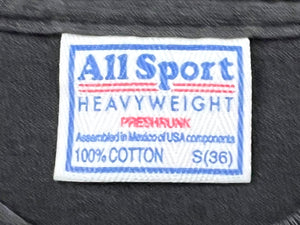 All Sport
HEAVYWEIGHT
PRESHRUNK
Assembled in Mexico of USA components
100% COTTON S(36)